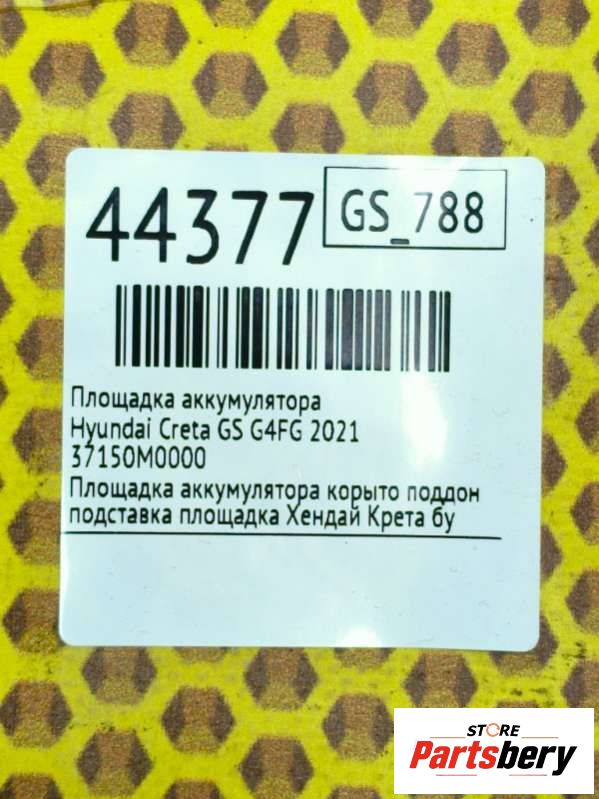 44377
GS_788
Площадка аккумулятора
Hyundai Creta GS G4FG 2021
37150M0000
Площадка аккумулятора корыто поддон
подставка площадка Хендай Крета бу
STORE
Partsbery